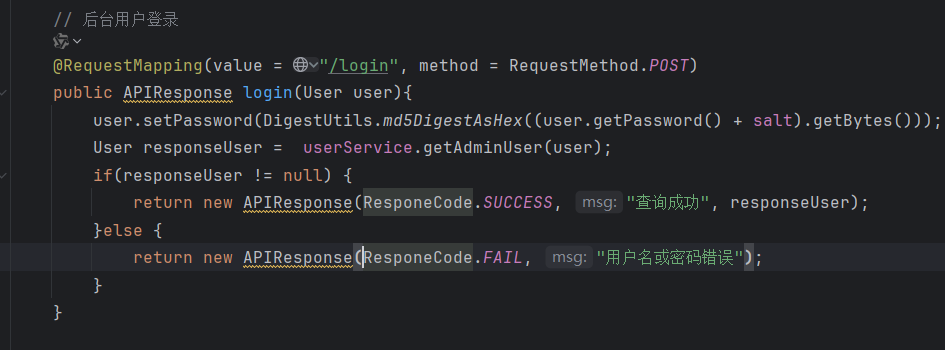 // 后台用户登录
@RequestMapping(value = "/login", method = RequestMethod.POST)
public APIResponse login(User user){
user.setPassword(DigestUtils.md5DigestAsHex((user.getPassword() + salt).getBytes()));
User responseUser =  userService.getAdminUser(user);
if(responseUser != null) {
return new APIResponse(ResponeCode.SUCCESS, msg: "查询成功", responseUser);
}else {
return new APIResponse(ResponeCode.FAIL, msg: "用户名或密码错误");
}
}